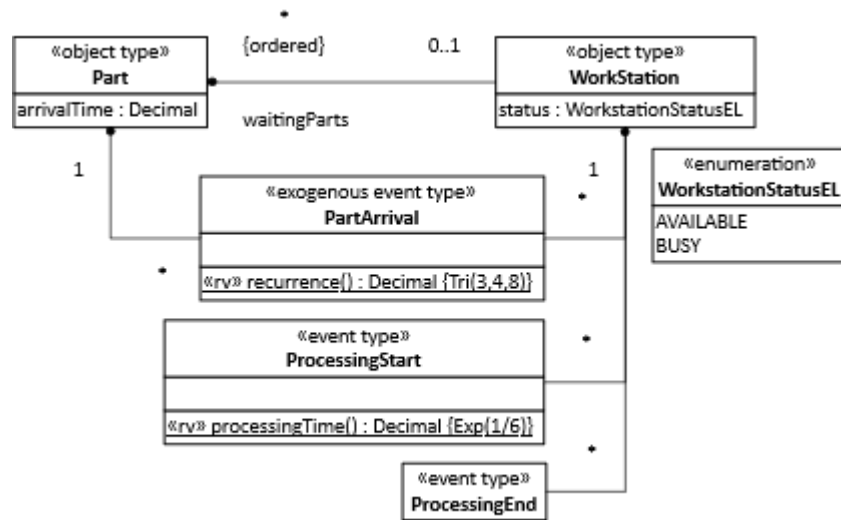 *
«object type»
Part
arrivalTime : Decimal
{ordered}
0..1
waitingParts
«object type»
WorkStation
status : WorkstationStatusEL
1
1
«enumeration»
WorkstationStatusEL
AVAILABLE
BUSY
«exogenous event type»
PartArrival
*
*
«rv» recurrence() : Decimal {Tri(3,4,8)}
«event type»
ProcessingStart
*
«rv» processingTime() : Decimal {Exp(1/6)}
*
«event type»
ProcessingEnd